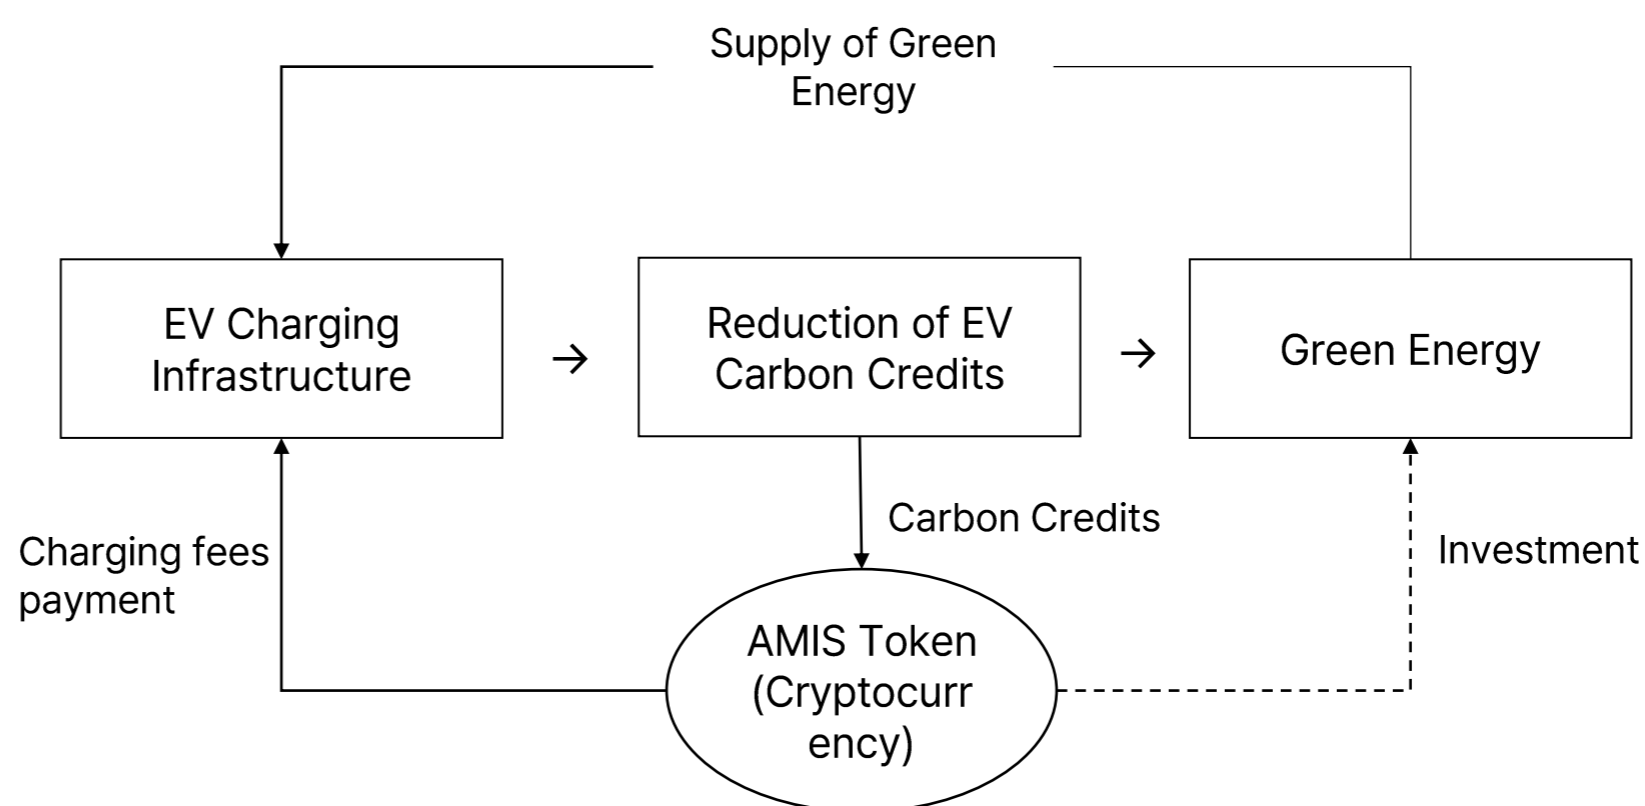 Supply of Green
Energy
EV Charging
Infrastructure
→
Reduction of EV
Carbon Credits
→
Green Energy
Carbon Credits
Charging fees
payment
Investment
AMIS Token
(Cryptocurr
ency)